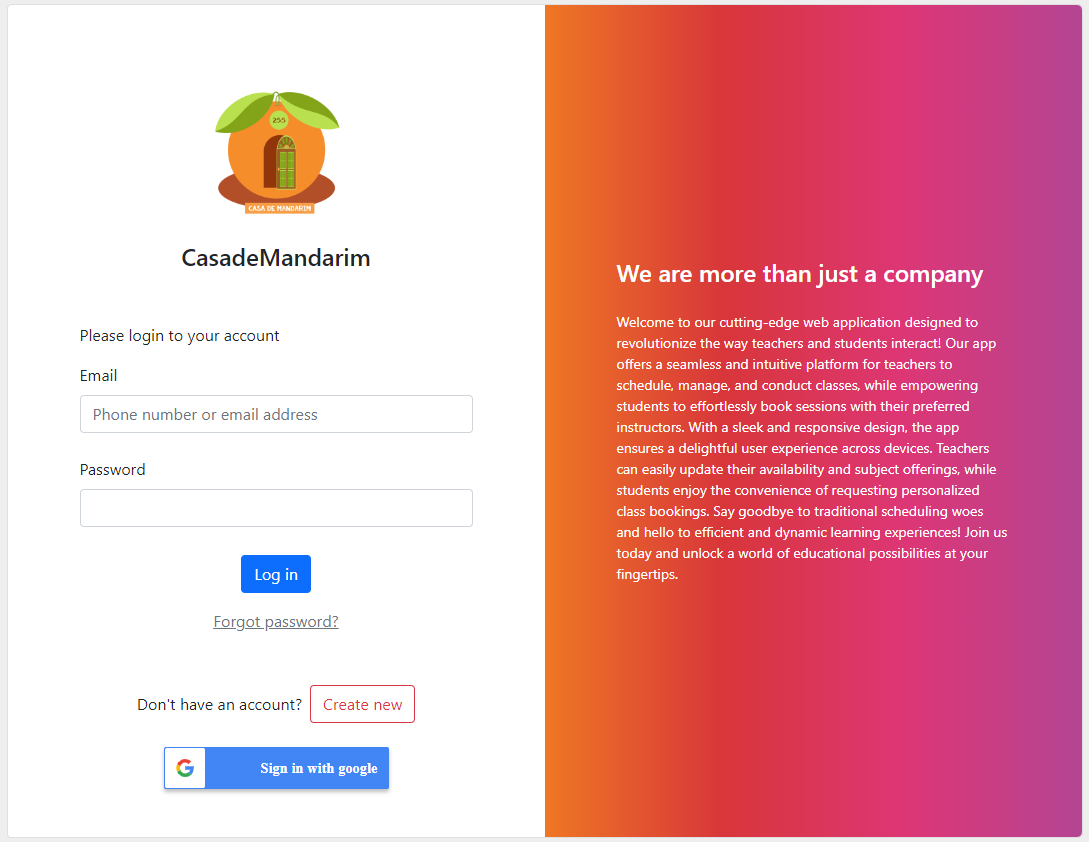 255
CASA DE MANDARIM
CasadeMandarim
Please login to your account
Email
Phone number or email address
Password
Log in
Forgot password?
Don't have an account? Create new
Sign in with google
We are more than just a company
Welcome to our cutting-edge web application designed to
revolutionize the way teachers and students interact! Our app
offers a seamless and intuitive platform for teachers to
schedule, manage, and conduct classes, while empowering
students to effortlessly book sessions with their preferred
instructors. With a sleek and responsive design, the app
ensures a delightful user experience across devices. Teachers
can easily update their availability and subject offerings, while
students enjoy the convenience of requesting personalized
class bookings. Say goodbye to traditional scheduling woes
and hello to efficient and dynamic learning experiences! Join us
today and unlock a world of educational possibilities at your
fingertips.